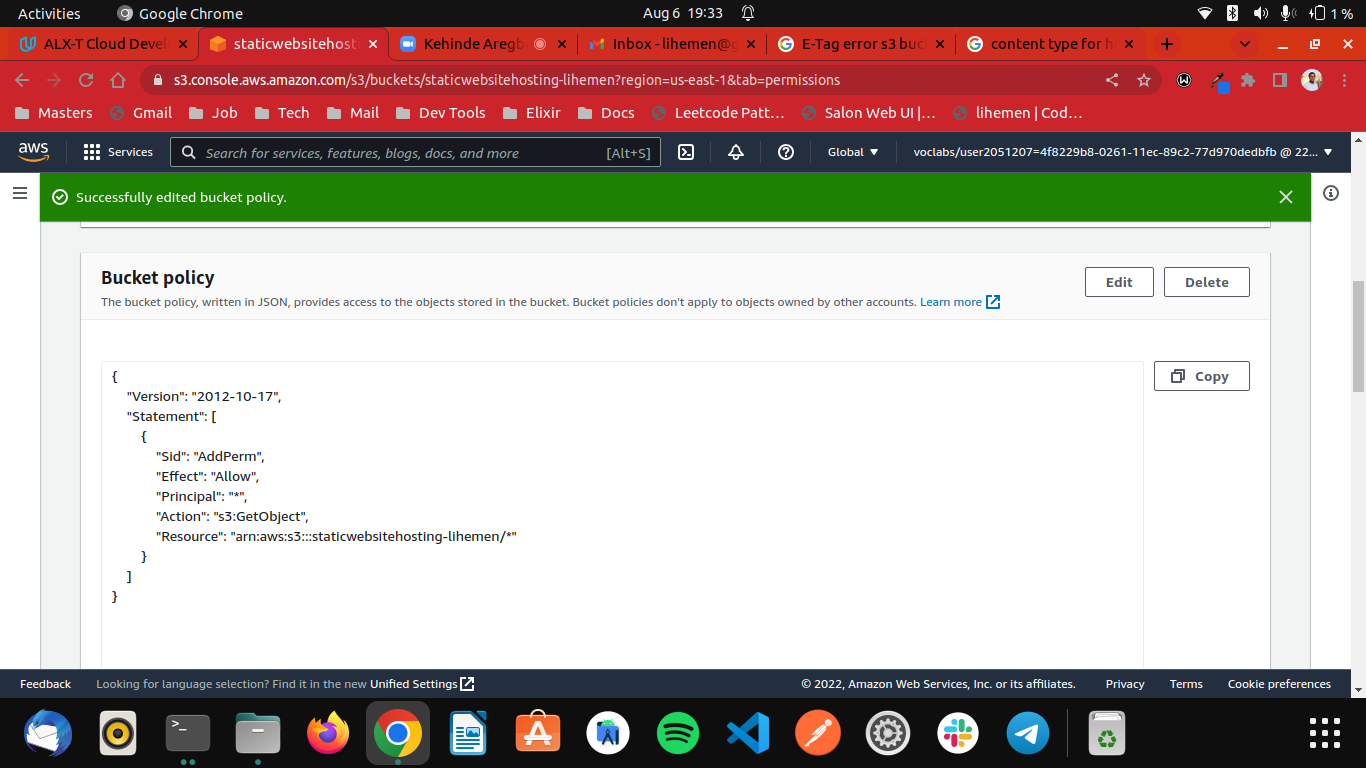 Activities Google Chrome Aug 6 19:33 1 %
ALX-T Cloud Devel staticwebsitehosti Kehinde Aregb Inbox - lihemen@g E-Tag error s3 buc content type for h
s3.console.aws.amazon.com/s3/buckets/staticwebsitehosting-lihemen?region=us-east-1&tab=permissions
Masters Gmail Job Tech Mail Dev Tools Elixir Docs Leetcode Patt... Salon Web UI |... lihemen | Cod...
aws Services Search for services, features, blogs, docs, and more [Alt+S] Global voclabs/user2051207=4f8229b8-0261-11ec-89c2-77d970dedbfb @ 22...
Successfully edited bucket policy.
Bucket policy
Edit Delete
The bucket policy, written in JSON, provides access to the objects stored in the bucket. Bucket policies don't apply to objects owned by other accounts. Learn more
Copy
{
"Version": "2012-10-17",
"Statement": [
{
"Sid": "AddPerm",
"Effect": "Allow",
"Principal": "*",
"Action": "s3:GetObject",
"Resource": "arn:aws:s3:::staticwebsitehosting-lihemen/*"
}
]
}
Feedback Looking for language selection? Find it in the new Unified Settings © 2022, Amazon Web Services, Inc. or its affiliates. Privacy Terms Cookie preferences